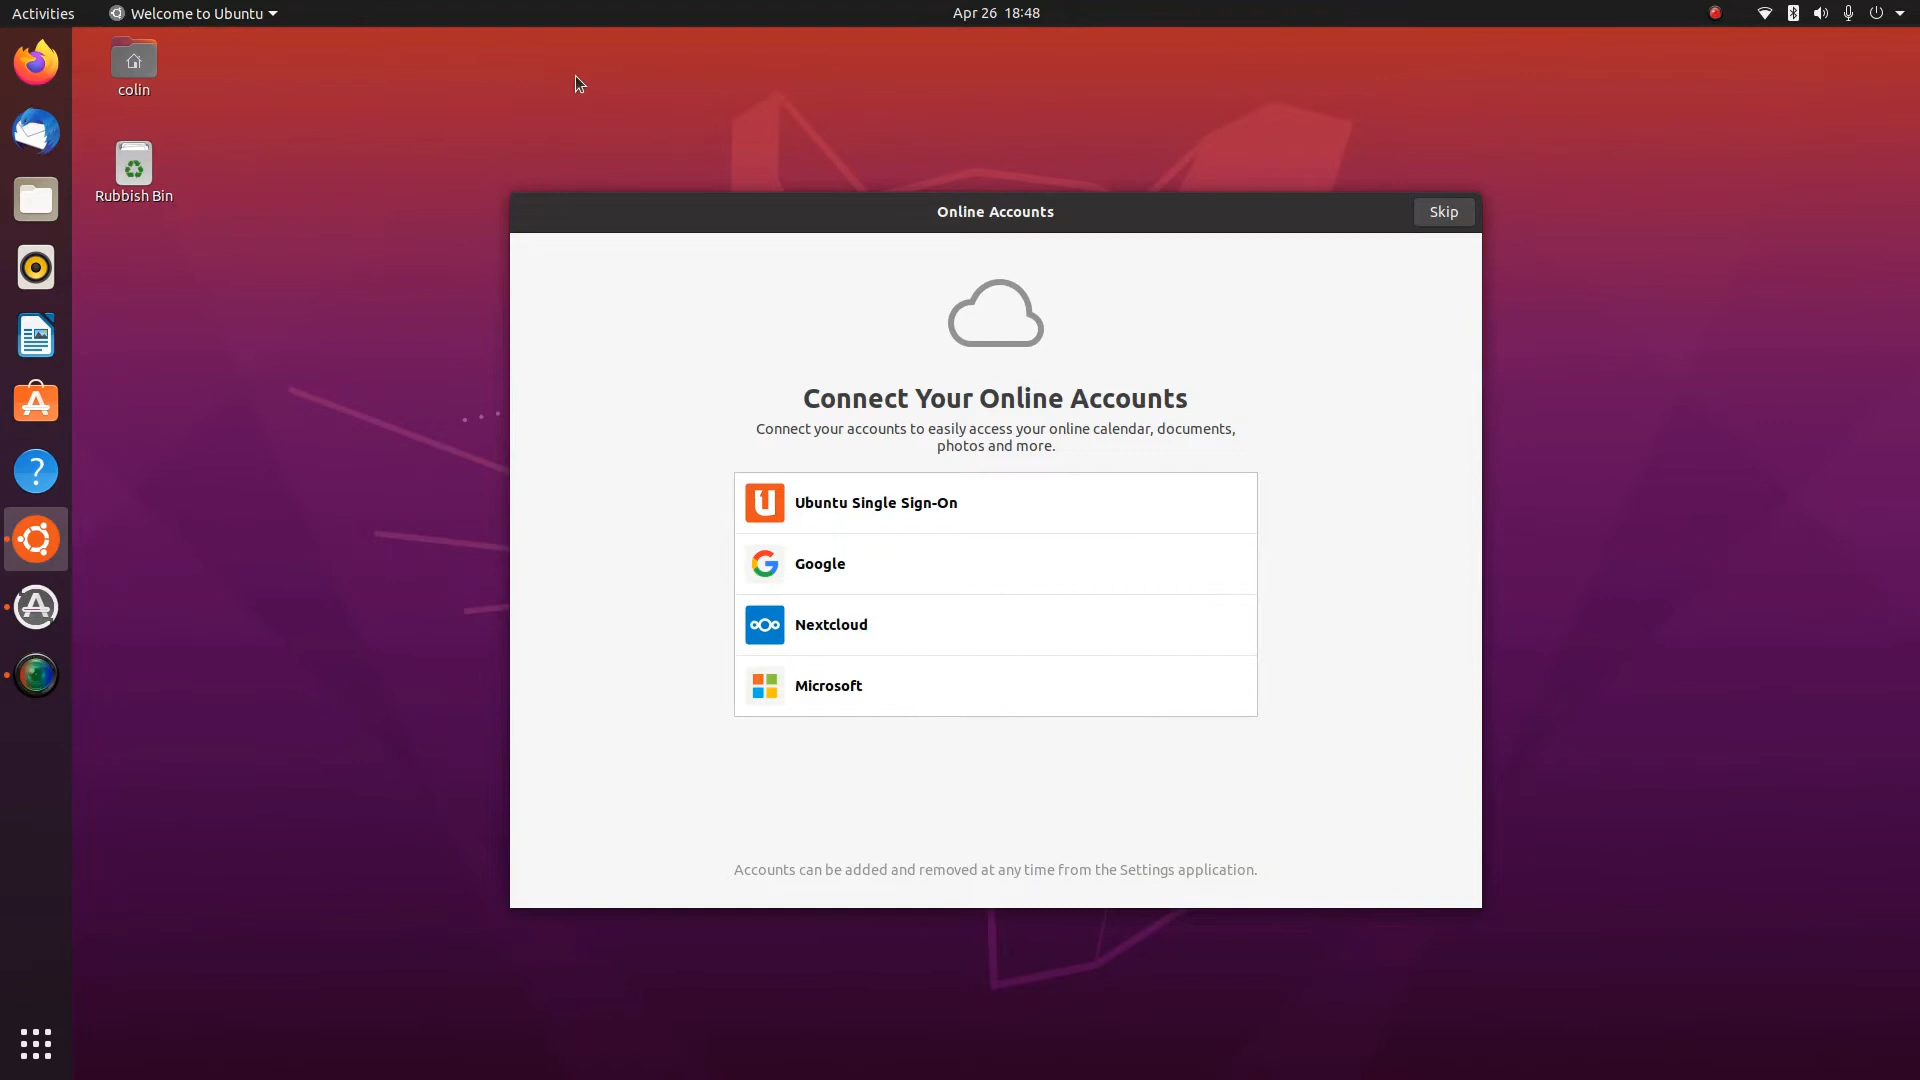 Activities
Welcome to Ubuntu
Apr 26 18:48
colin
Rubbish Bin
Online Accounts
Skip
Connect Your Online Accounts
Connect your accounts to easily access your online calendar, documents,
photos and more.
Ubuntu Single Sign-On
Google
Nextcloud
Microsoft
Accounts can be added and removed at any time from the Settings application.